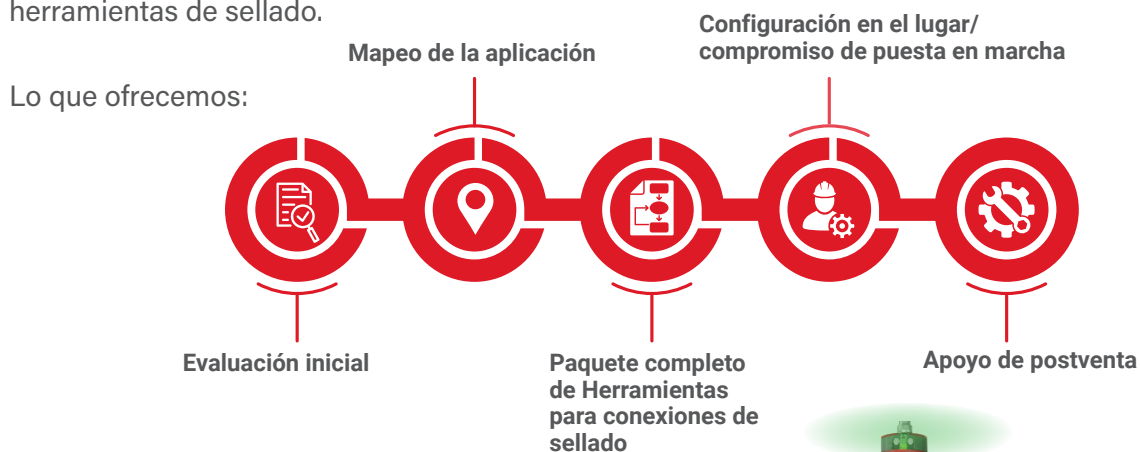 herramientas de sellado.
Lo que ofrecemos:
Mapeo de la aplicación
Configuración en el lugar/
compromiso de puesta en marcha
Evaluación inicial
Paquete completo
de Herramientas
para conexiones de
sellado
Apoyo de postventa